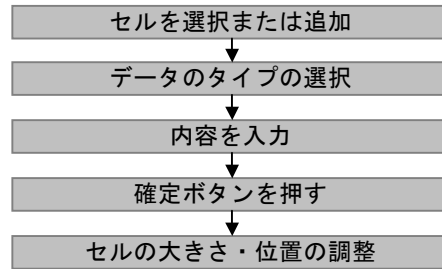 セルを選択または追加
データのタイプの選択
内容を入力
確定ボタンを押す
セルの大きさ・位置の調整